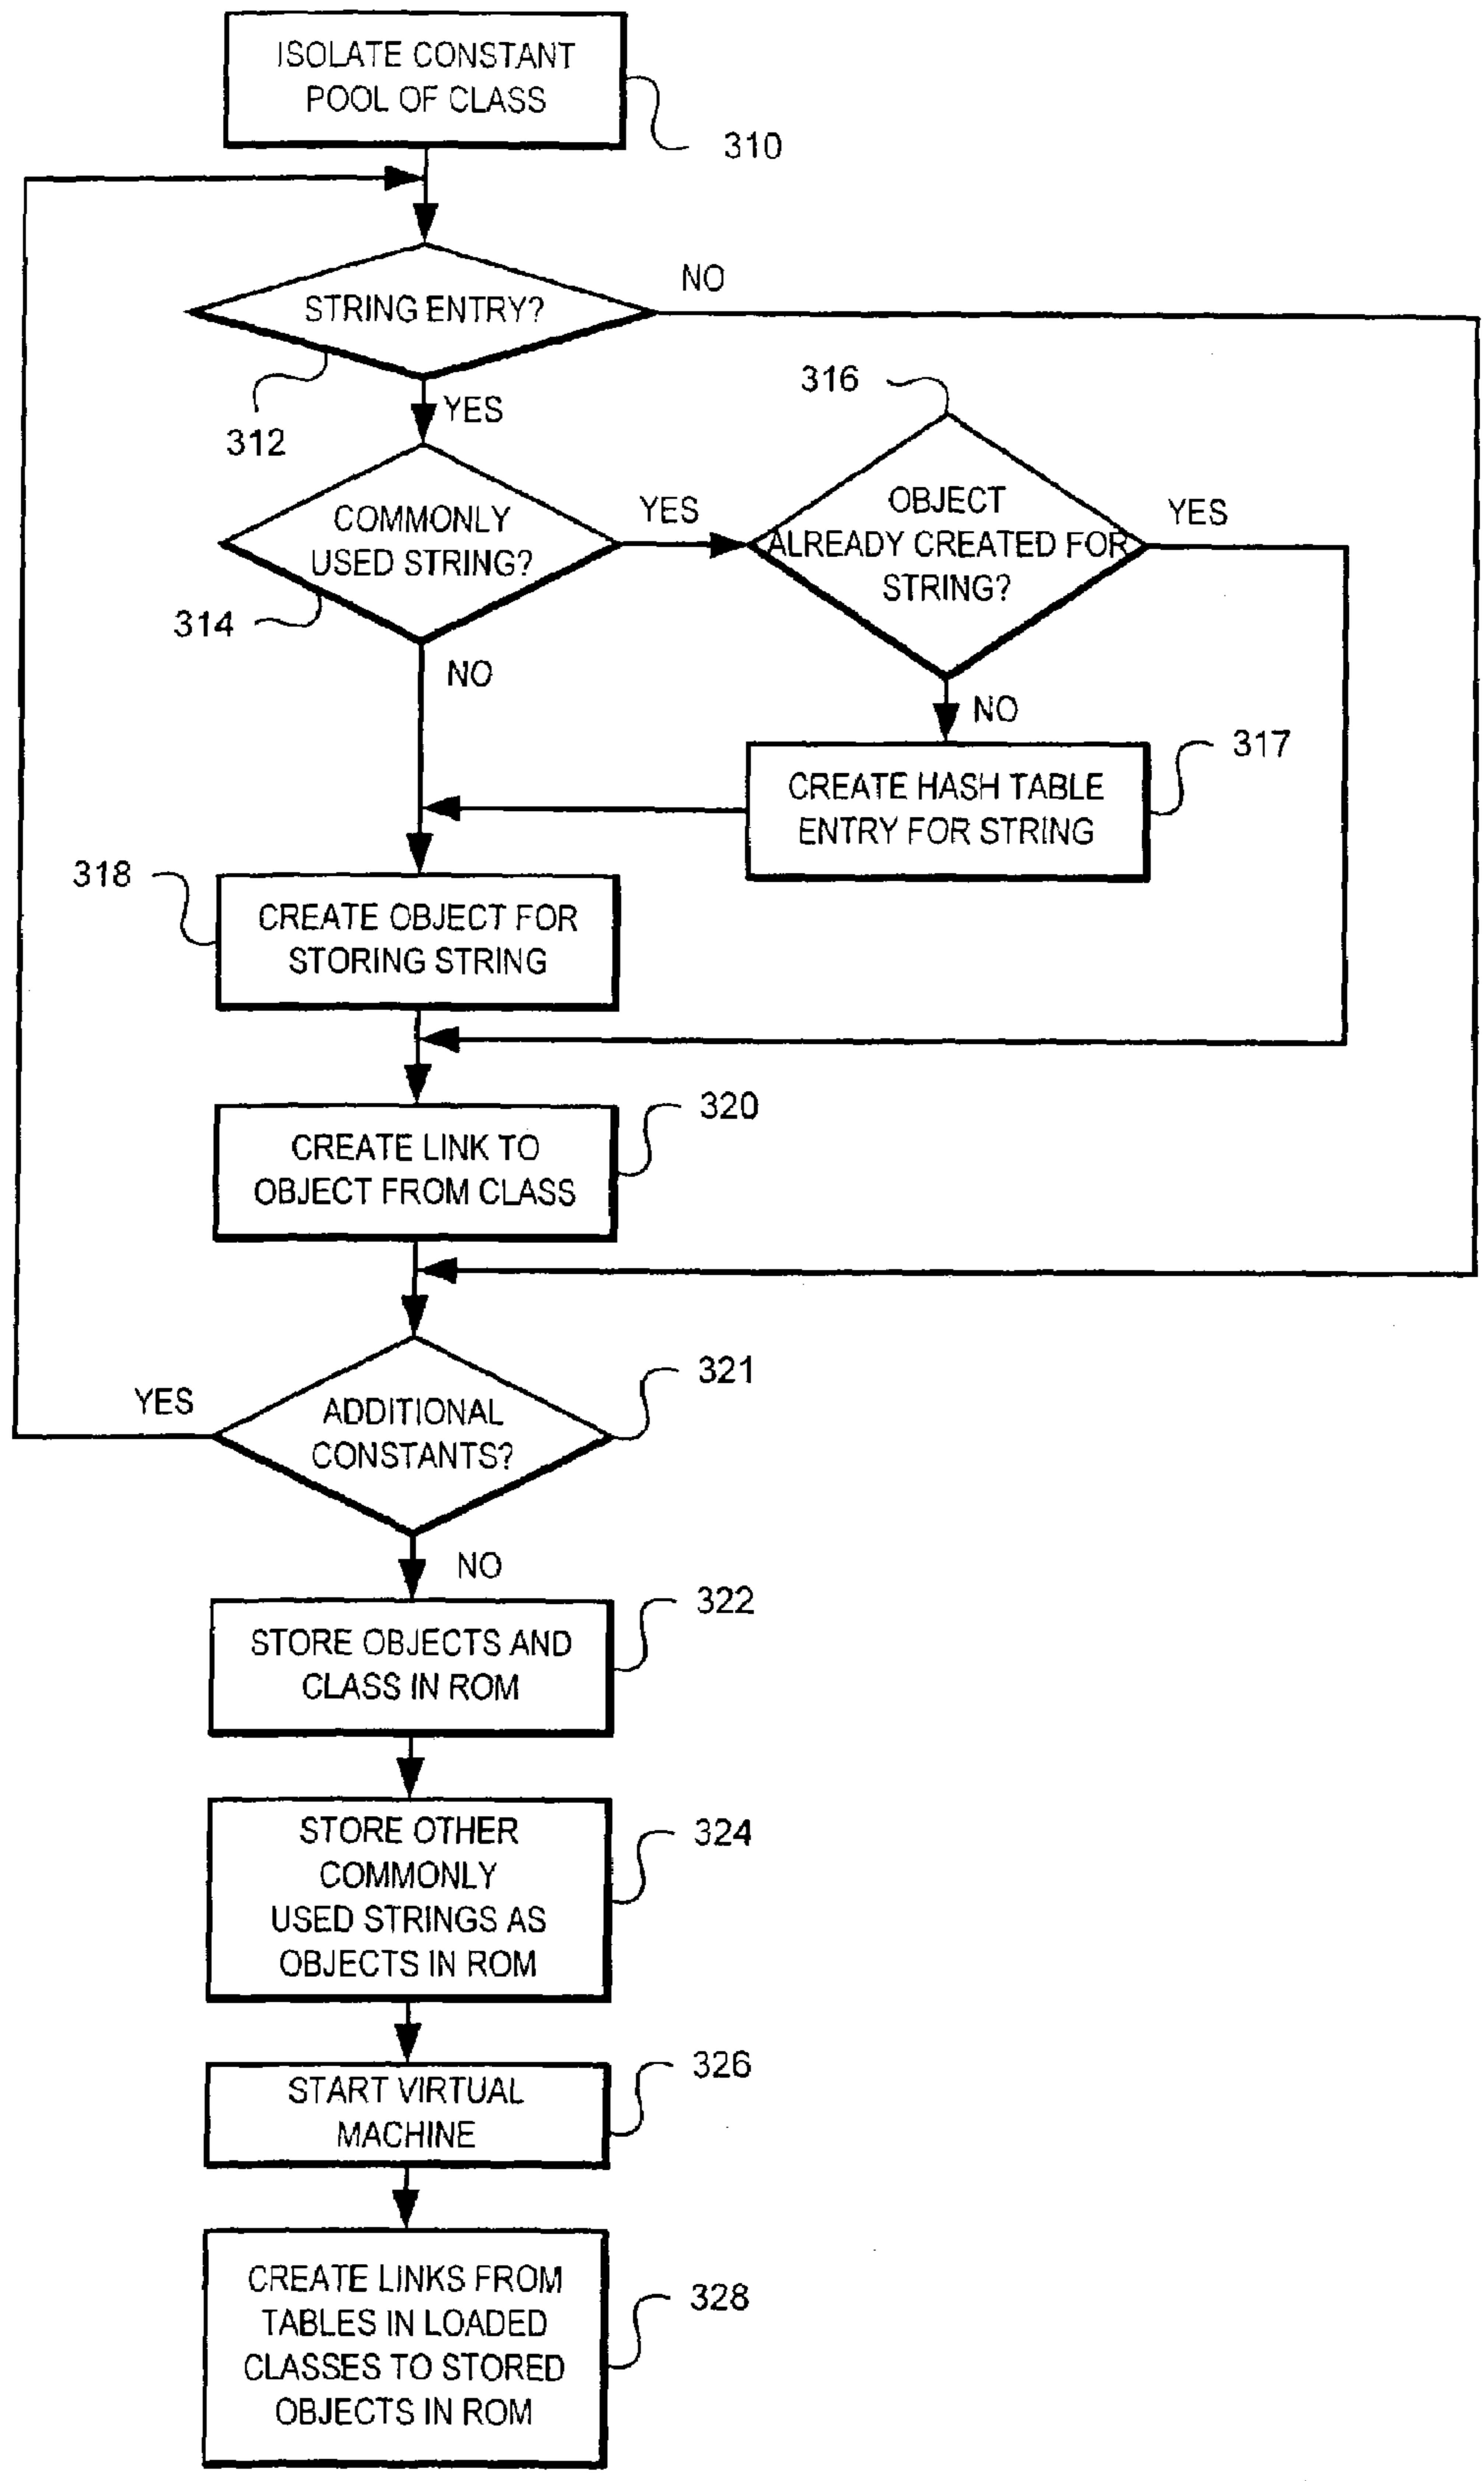 ISOLATE CONSTANT
POOL OF CLASS
310
STRING ENTRY?
NO
312
YES
316
COMMONLY
USED STRING?
YES
314
OBJECT
ALREADY CREATED FOR
STRING?
YES
NO
NO
317
CREATE HASH TABLE
ENTRY FOR STRING
318
CREATE OBJECT FOR
STORING STRING
320
CREATE LINK TO
OBJECT FROM CLASS
321
YES
ADDITIONAL
CONSTANTS?
NO
322
STORE OBJECTS AND
CLASS IN ROM
324
STORE OTHER
COMMONLY
USED STRINGS AS
OBJECTS IN ROM
326
START VIRTUAL
MACHINE
328
CREATE LINKS FROM
TABLES IN LOADED
CLASSES TO STORED
OBJECTS IN ROM